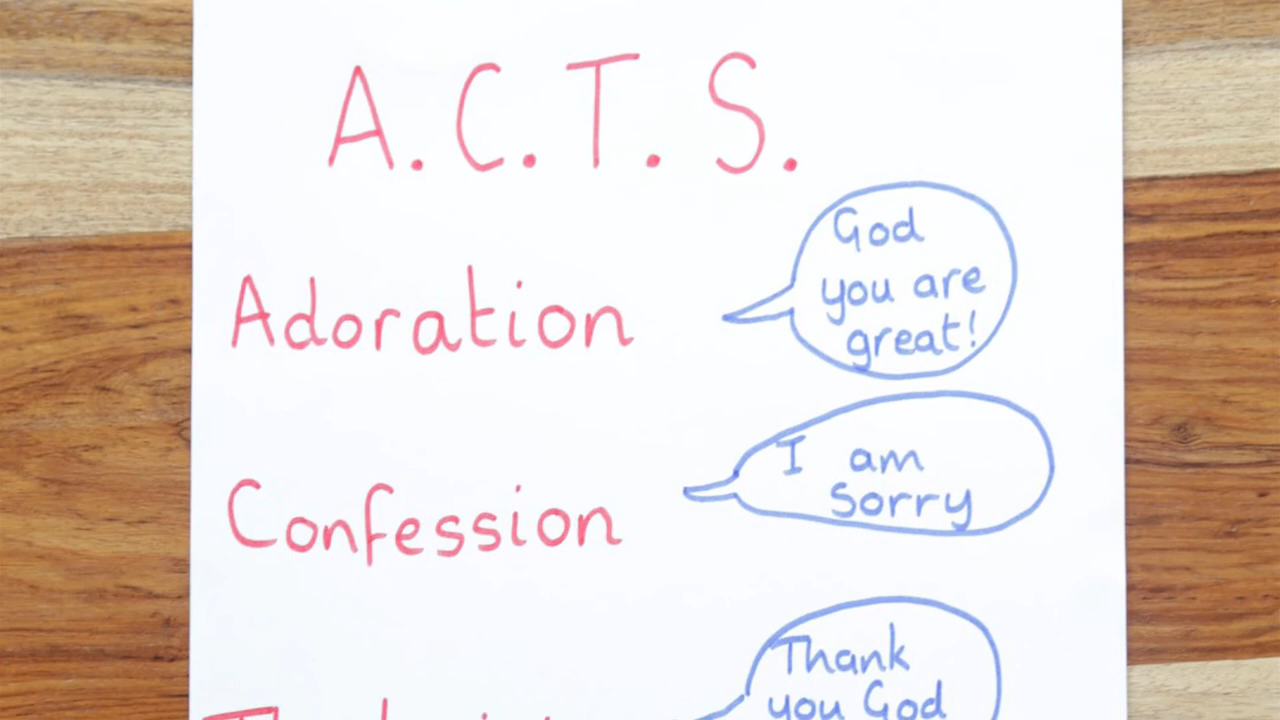 A.C.T.S.
Adoration
God
you are
great!
Confession
I am
Sorry
Thank
you God